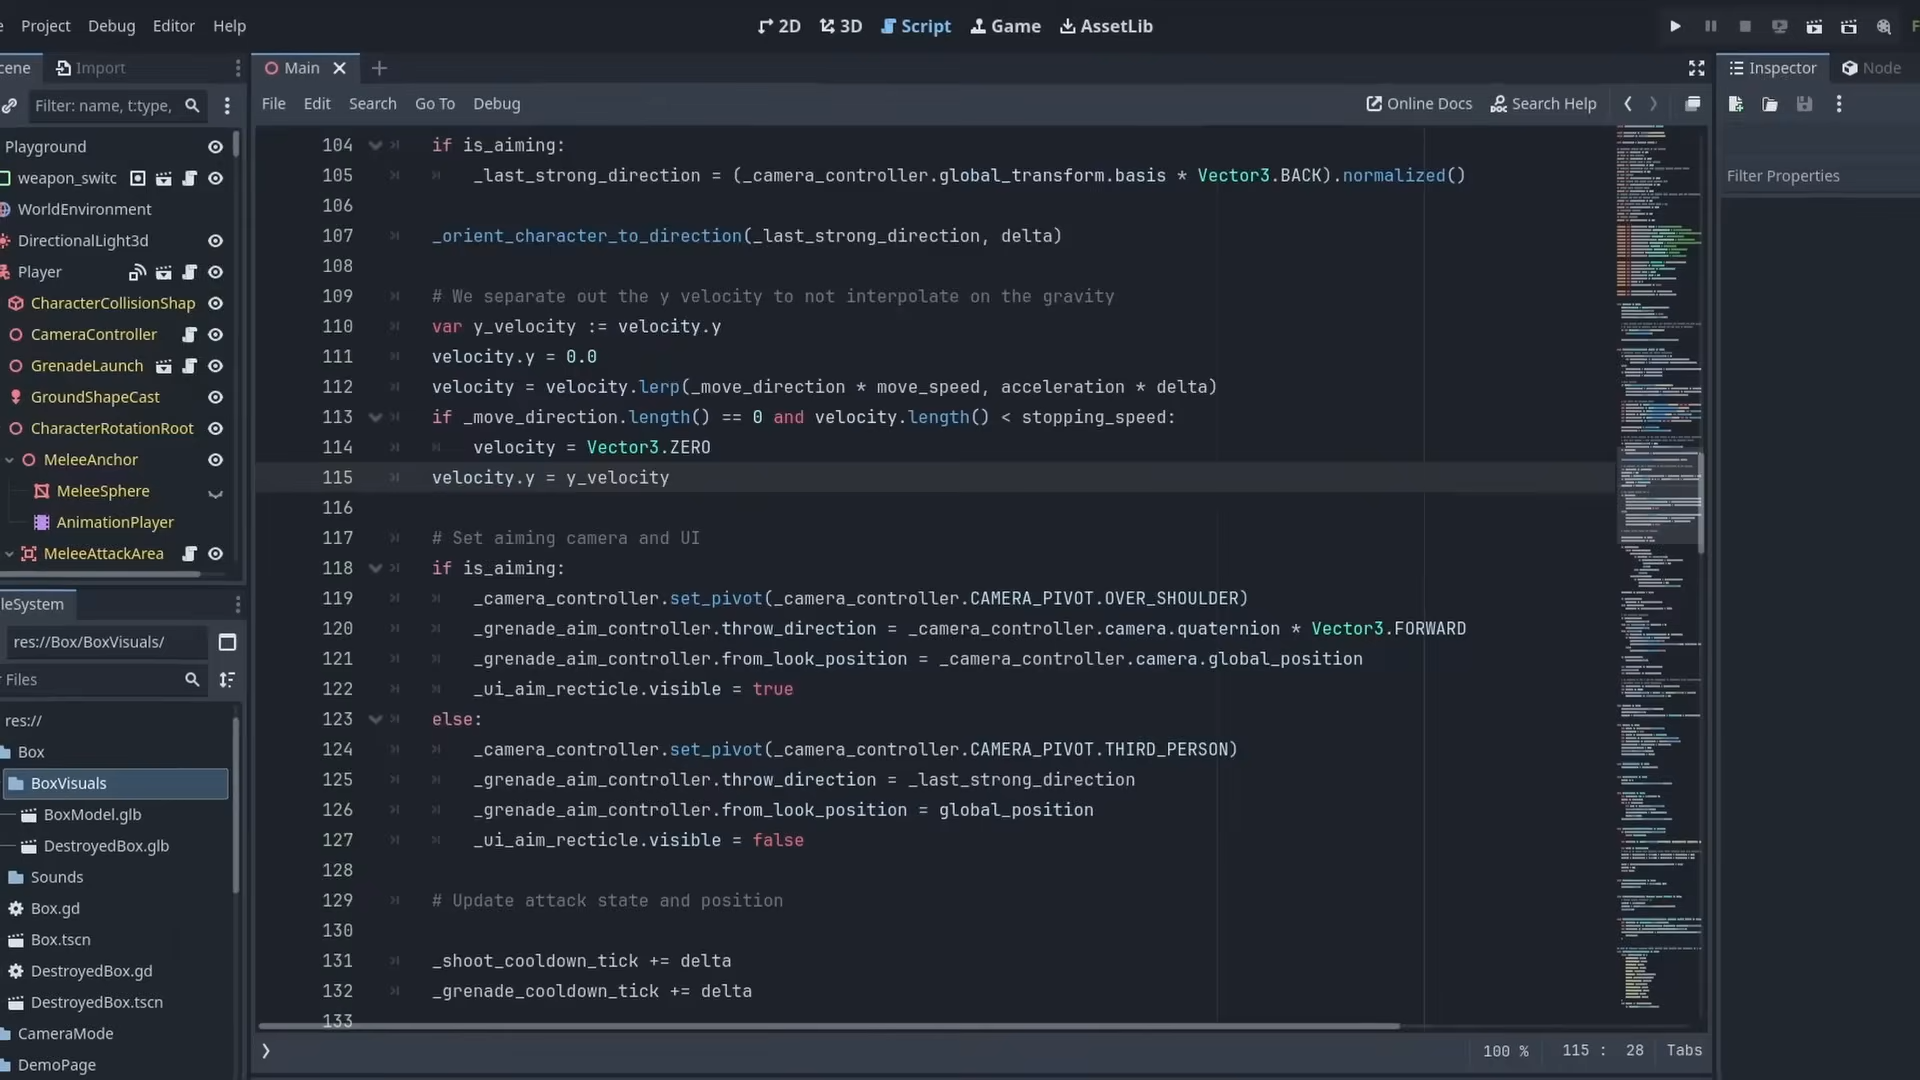 Project Debug Editor Help
2D 3D Script Game AssetLib
Import
Main
Inspector Node
Filter: name, t:type,
File Edit Search Go To Debug
Online Docs Search Help
Filter Properties
Playground
weapon_switc
WorldEnvironment
DirectionalLight3d
Player
CharacterCollisionShap
CameraController
GrenadeLaunch
GroundShapeCast
CharacterRotationRoot
MeleeAnchor
MeleeSphere
AnimationPlayer
MeleeAttackArea
leSystem
res://Box/BoxVisuals/
Files
res://
Box
BoxVisuals
BoxModel.glb
DestroyedBox.glb
Sounds
Box.gd
Box.tscn
DestroyedBox.gd
DestroyedBox.tscn
CameraMode
DemoPage
104 if is_aiming:
105 _last_strong_direction = (_camera_controller.global_transform.basis * Vector3.BACK).normalized()
106
107 _orient_character_to_direction(_last_strong_direction, delta)
108
109 # We separate out the y velocity to not interpolate on the gravity
110 var y_velocity := velocity.y
111 velocity.y = 0.0
112 velocity = velocity.lerp(_move_direction * move_speed, acceleration * delta)
113 if _move_direction.length() == 0 and velocity.length() < stopping_speed:
114 velocity = Vector3.ZERO
115 velocity.y = y_velocity
116
117 # Set aiming camera and UI
118 if is_aiming:
119 _camera_controller.set_pivot(_camera_controller.CAMERA_PIVOT.OVER_SHOULDER)
120 _grenade_aim_controller.throw_direction = _camera_controller.camera.quaternion * Vector3.FORWARD
121 _grenade_aim_controller.from_look_position = _camera_controller.camera.global_position
122 _ui_aim_recticle.visible = true
123 else:
124 _camera_controller.set_pivot(_camera_controller.CAMERA_PIVOT.THIRD_PERSON)
125 _grenade_aim_controller.throw_direction = _last_strong_direction
126 _grenade_aim_controller.from_look_position = global_position
127 _ui_aim_recticle.visible = false
128
129 # Update attack state and position
130
131 _shoot_cooldown_tick += delta
132 _grenade_cooldown_tick += delta
133
100 % 115 : 28 Tabs